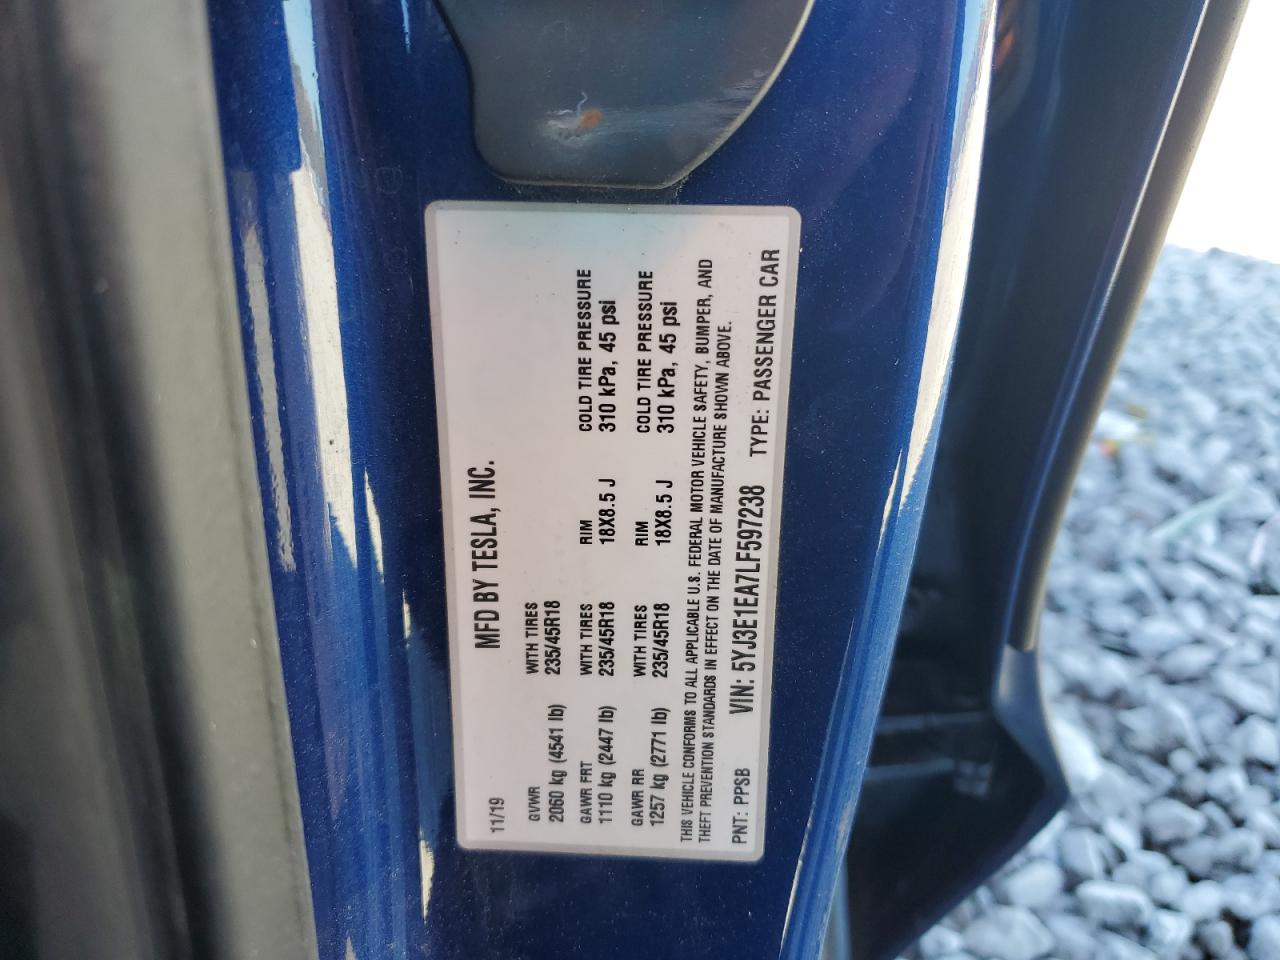 MFD BY TESLA, INC.
11/19
GVWR WITH TIRES
2060 kg (4541 lb) 235/45R18
GAWR FRT WITH TIRES RIM COLD TIRE PRESSURE
1110 kg (2447 lb) 235/45R18 18X8.5 J 310 kPa, 45 psi
GAWR RR WITH TIRES RIM COLD TIRE PRESSURE
1257 kg (2771 lb) 235/45R18 18X8.5 J 310 kPa, 45 psi
THIS VEHICLE CONFORMS TO ALL APPLICABLE U.S. FEDERAL MOTOR VEHICLE SAFETY, BUMPER, AND
THEFT PREVENTION STANDARDS IN EFFECT ON THE DATE OF MANUFACTURE SHOWN ABOVE.
PNT: PPSB VIN: 5YJ3E1EA7LF597238 TYPE: PASSENGER CAR